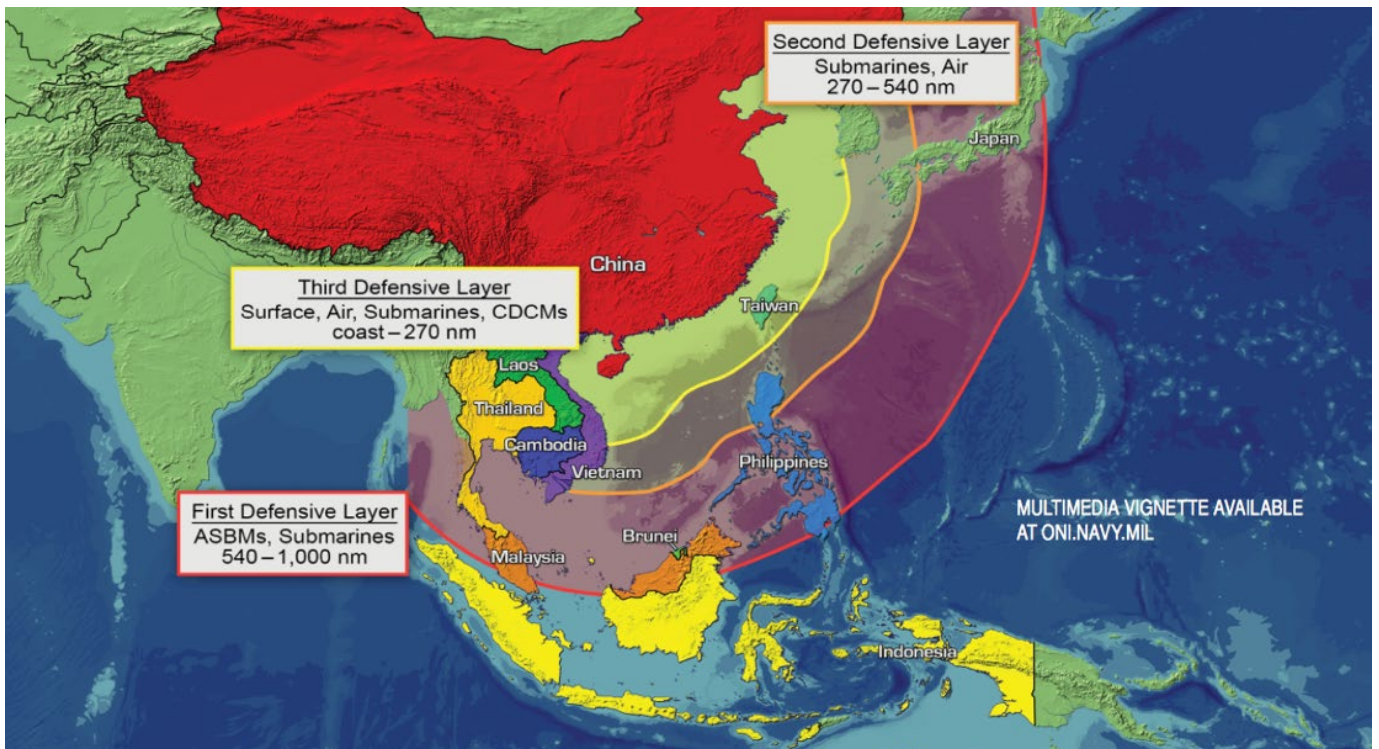 Second Defensive Layer
Submarines, Air
270 – 540 nm
Japan
China
Third Defensive Layer
Surface, Air, Submarines, CDCMs
coast – 270 nm
Taiwan
Laos
Thailand
Cambodia
Vietnam
Philippines
First Defensive Layer
ASBMs, Submarines
540 – 1,000 nm
MULTIMEDIA VIGNETTE AVAILABLE
AT ONI.NAVY.MIL
Brunei
Malaysia
Indonesia